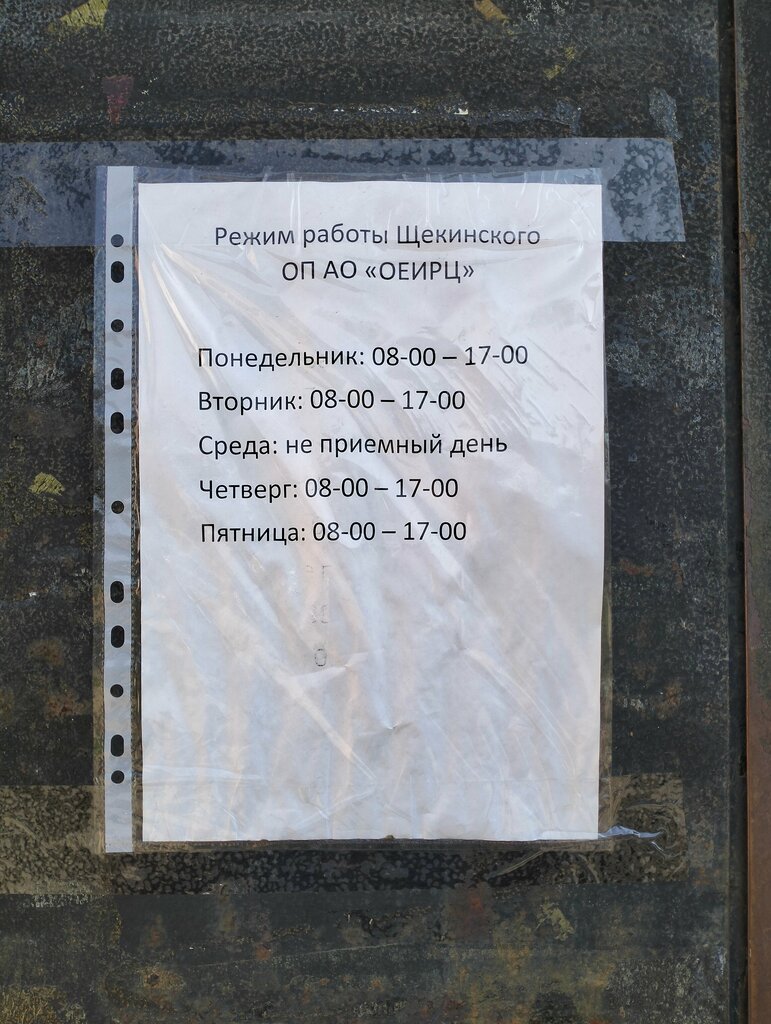 Режим работы Щекинского
ОП АО «ОЕИРЦ»
Понедельник: 08-00 – 17-00
Вторник: 08-00 – 17-00
Среда: не приемный день
Четверг: 08-00 – 17-00
Пятница: 08-00 – 17-00